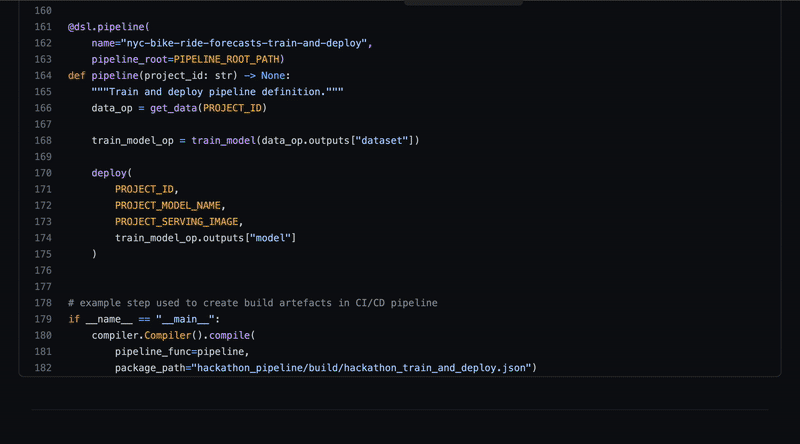 160
161 @dsl.pipeline(
162     name="nyc-bike-ride-forecasts-train-and-deploy",
163     pipeline_root=PIPELINE_ROOT_PATH)
164 def pipeline(project_id: str) -> None:
165     """Train and deploy pipeline definition."""
166     data_op = get_data(PROJECT_ID)
167
168     train_model_op = train_model(data_op.outputs["dataset"])
169
170     deploy(
171         PROJECT_ID,
172         PROJECT_MODEL_NAME,
173         PROJECT_SERVING_IMAGE,
174         train_model_op.outputs["model"]
175     )
176
177
178 # example step used to create build artefacts in CI/CD pipeline
179 if __name__ == "__main__":
180     compiler.Compiler().compile(
181         pipeline_func=pipeline,
182         package_path="hackathon_pipeline/build/hackathon_train_and_deploy.json")